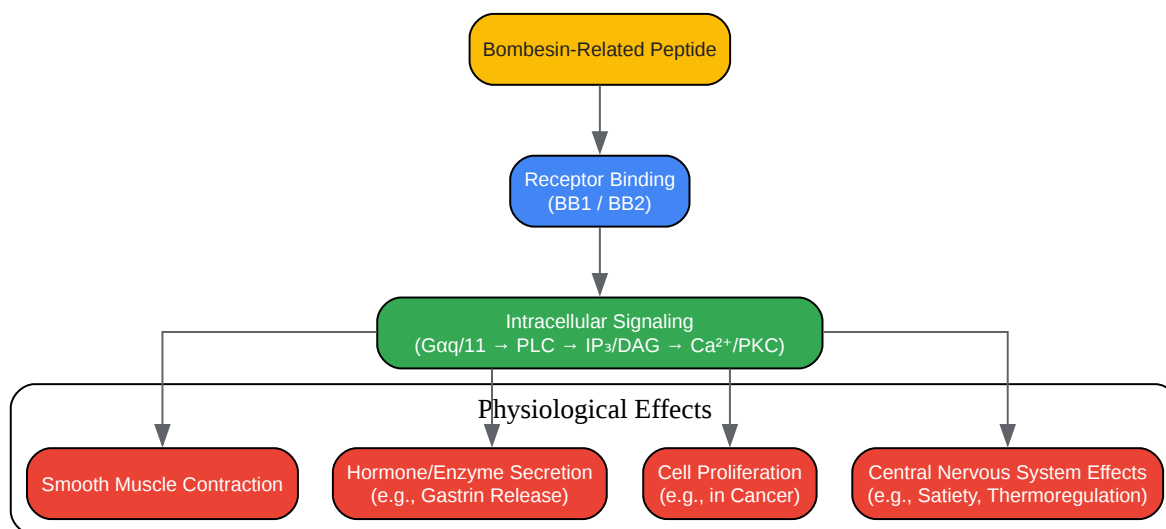 Bombesin-Related Peptide
Receptor Binding
(BB1 / BB2)
Intracellular Signaling
(Gαq/11 → PLC → IP₃/DAG → Ca²⁺/PKC)
Physiological Effects
Smooth Muscle Contraction
Hormone/Enzyme Secretion
(e.g., Gastrin Release)
Cell Proliferation
(e.g., in Cancer)
Central Nervous System Effects
(e.g., Satiety, Thermoregulation)